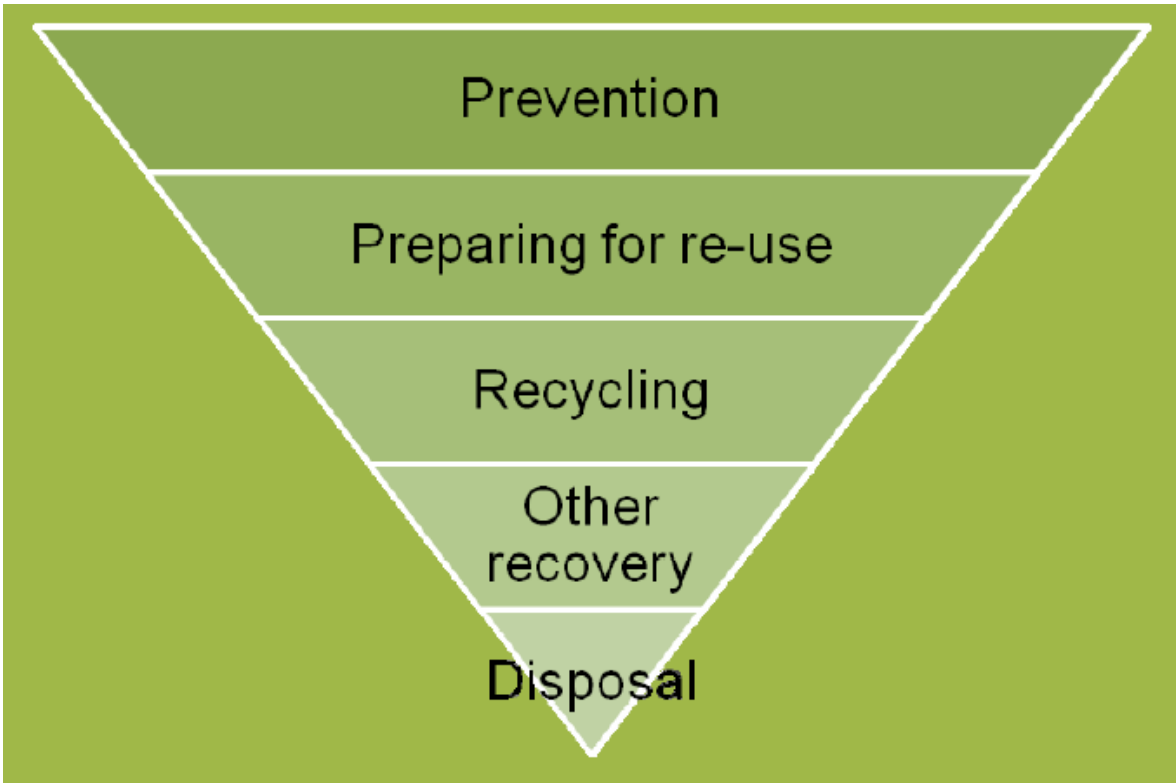 Prevention
Preparing for re-use
Recycling
Other
recovery
Disposal